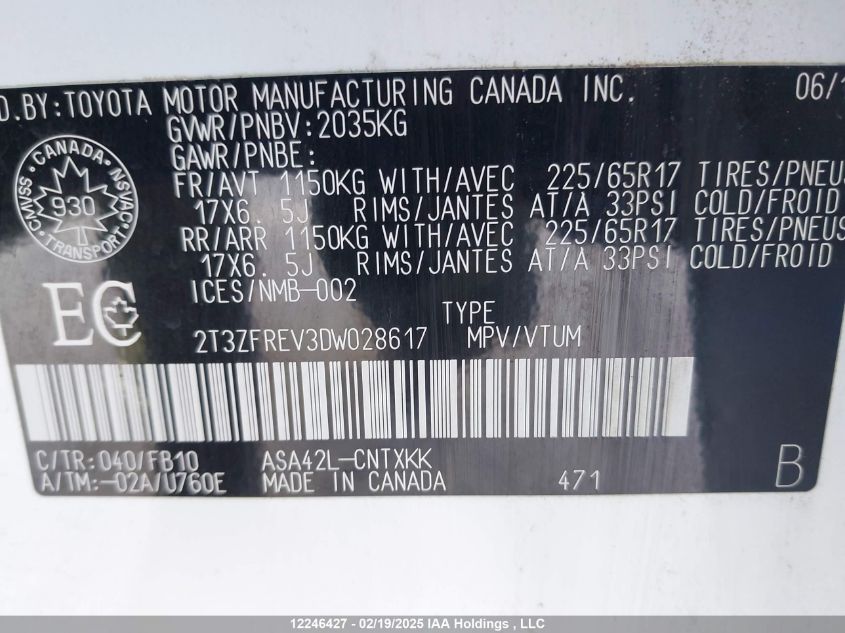 D.BY:TOYOTA MOTOR MANUFACTURING CANADA INC. 06/1
GVWR/PNBV:2035KG
GAWR/PNBE:
FR/AVT 1150KG WITH/AVEC 225/65R17 TIRES/PNEUS
17X6.5J RIMS/JANTES AT/A 33PSI COLD/FROID
RR/ARR 1150KG WITH/AVEC 225/65R17 TIRES/PNEUS
17X6.5J RIMS/JANTES AT/A 33PSI COLD/FROID
ICES/NMB-002
CANADA
CMVSS NSVAC
930
TRANSPORT
EC
TYPE
2T3ZFREV3DW028617 MPV/VTUM
C/TR:040/FB10 ASA42L-CNTXKK
A/TM:-02A/U760E MADE IN CANADA 471 B
12246427 - 02/19/2025 IAA Holdings , LLC